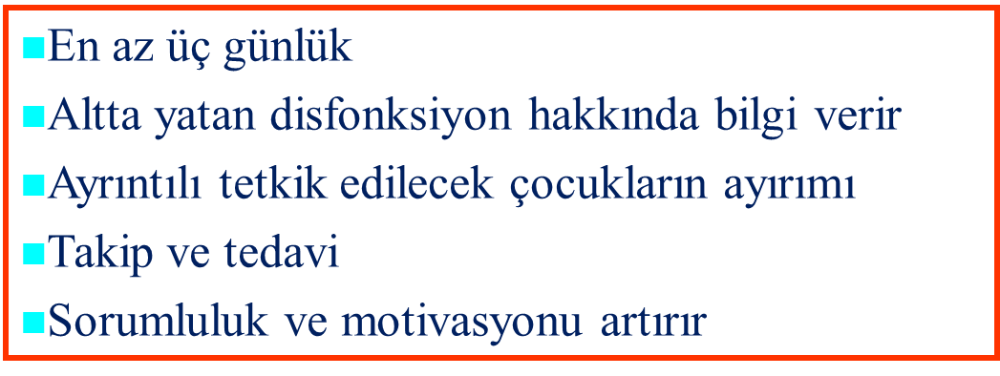 En az üç günlük
Altta yatan disfonksiyon hakkında bilgi verir
Ayrıntılı tetkik edilecek çocukların ayırımı
Takip ve tedavi
Sorumluluk ve motivasyonu artırır